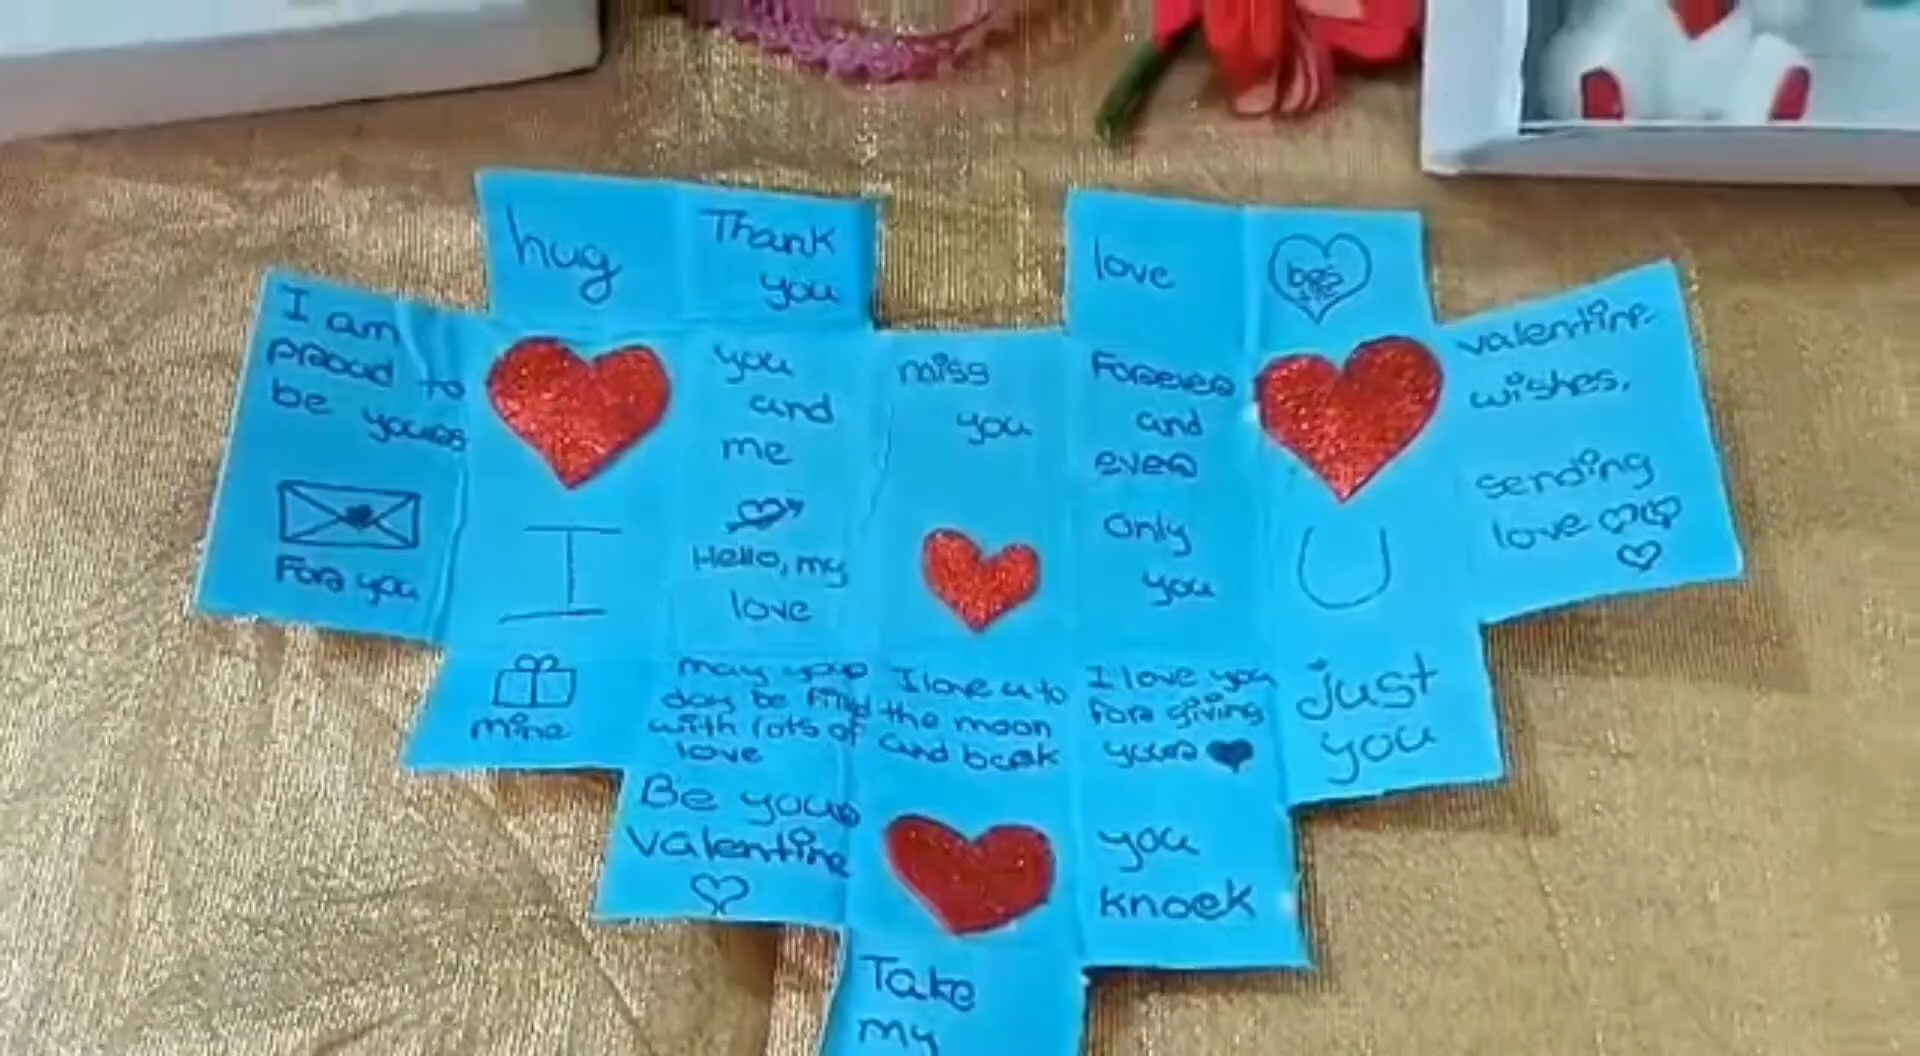 hug
Thank
you
love
I am
proud to
be yours
For you
you
and
me
Hello, my
love
miss
you
Forever
and
ever
Only
you
valentine
wishes,
sending
love
I
U
mine
may your
day be filld
with lots of
love
I love u to
the moon
and back
I love you
for giving
yours
just
you
Be your
valentine
you
knock
Take
my